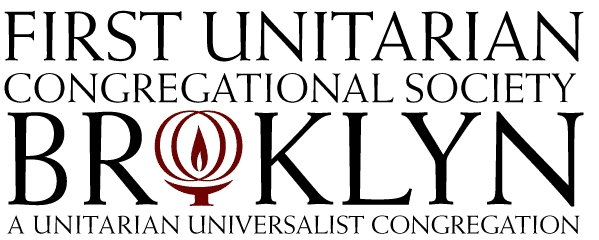 FIRST UNITARIAN
CONGREGATIONAL SOCIETY
BROOKLYN
A UNITARIAN UNIVERSALIST CONGREGATION